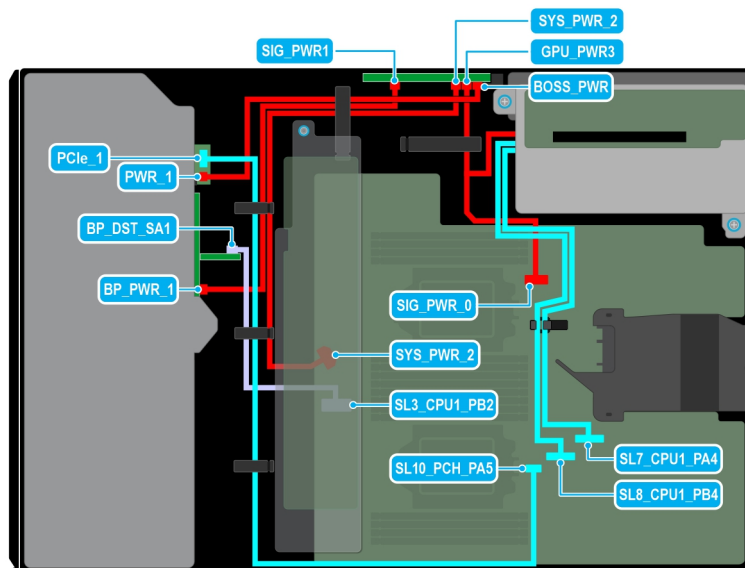 SYS_PWR_2
SIG_PWR1
GPU_PWR3
BOSS_PWR
PCIe_1
PWR_1
BP_DST_SA1
BP_PWR_1
SIG_PWR_0
SYS_PWR_2
SL3_CPU1_PB2
SL10_PCH_PA5
SL7_CPU1_PA4
SL8_CPU1_PB4